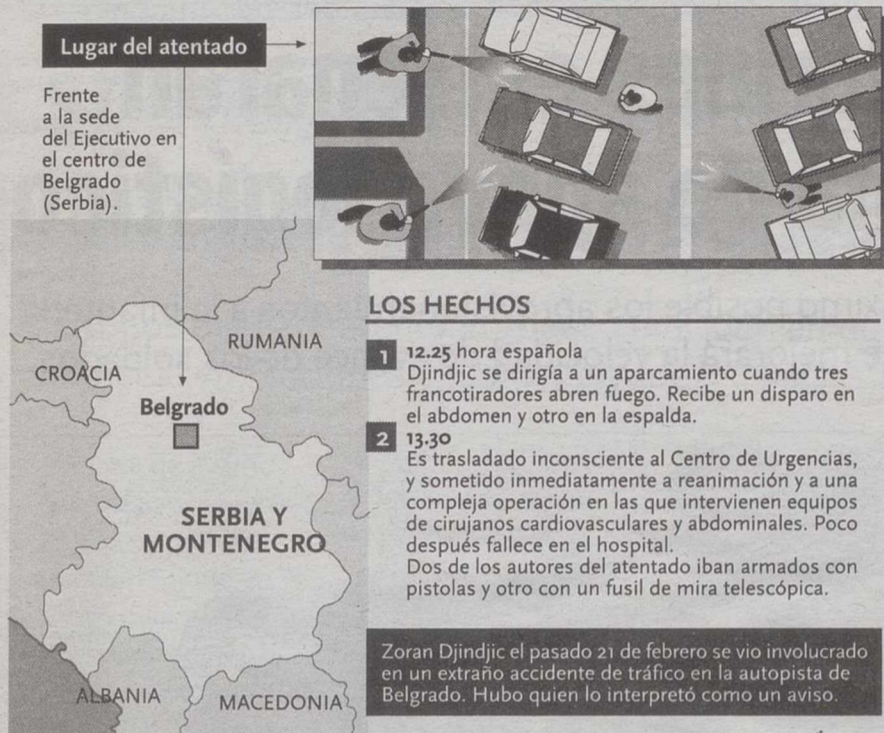 Lugar del atentado
Frente
a la sede
del Ejecutivo en
el centro de
Belgrado
(Serbia).
RUMANIA
CROACIA
Belgrado
SERBIA Y
MONTENEGRO
ALBANIA
MACEDONIA
LOS HECHOS
1 12.25 hora española
Djindjic se dirigía a un aparcamiento cuando tres
francotiradores abren fuego. Recibe un disparo en
el abdomen y otro en la espalda.
2 13.30
Es trasladado inconsciente al Centro de Urgencias,
y sometido inmediatamente a reanimación y a una
compleja operación en las que intervienen equipos
de cirujanos cardiovasculares y abdominales. Poco
después fallece en el hospital.
Dos de los autores del atentado iban armados con
pistolas y otro con un fusil de mira telescópica.
Zoran Djindjic el pasado 21 de febrero se vio involucrado
en un extraño accidente de tráfico en la autopista de
Belgrado. Hubo quien lo interpretó como un aviso.